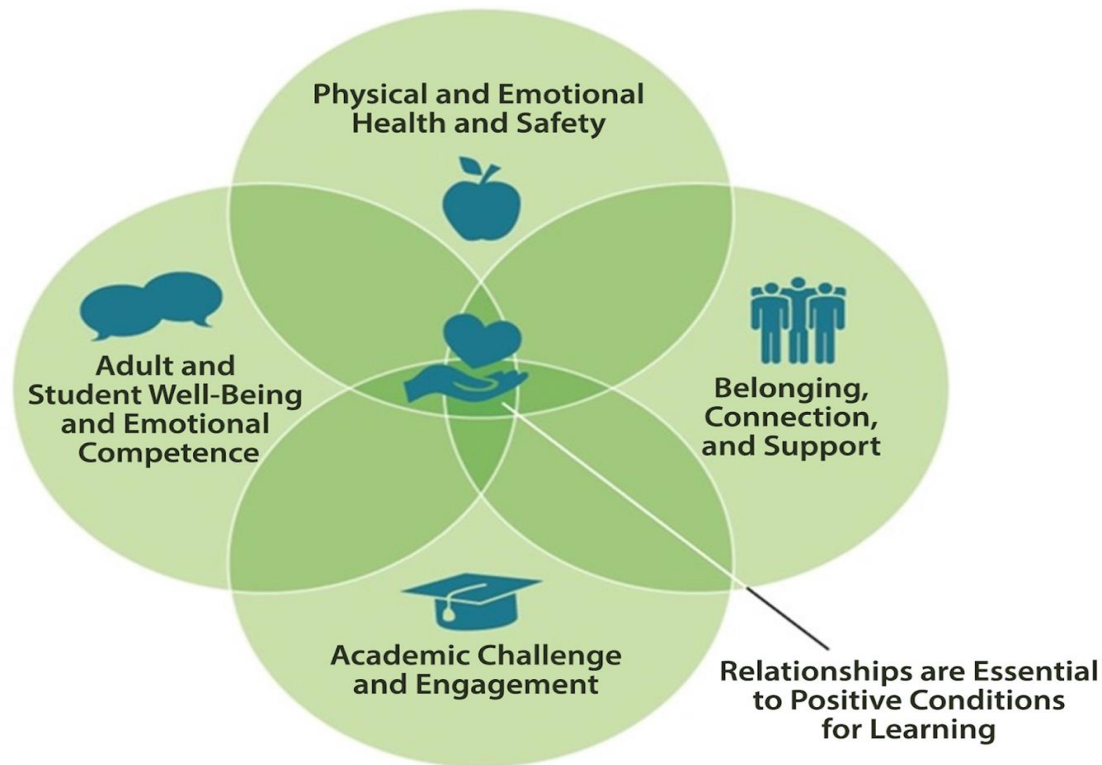 Physical and Emotional
Health and Safety
Adult and
Student Well-Being
and Emotional
Competence
Belonging,
Connection,
and Support
Academic Challenge
and Engagement
Relationships are Essential
to Positive Conditions
for Learning